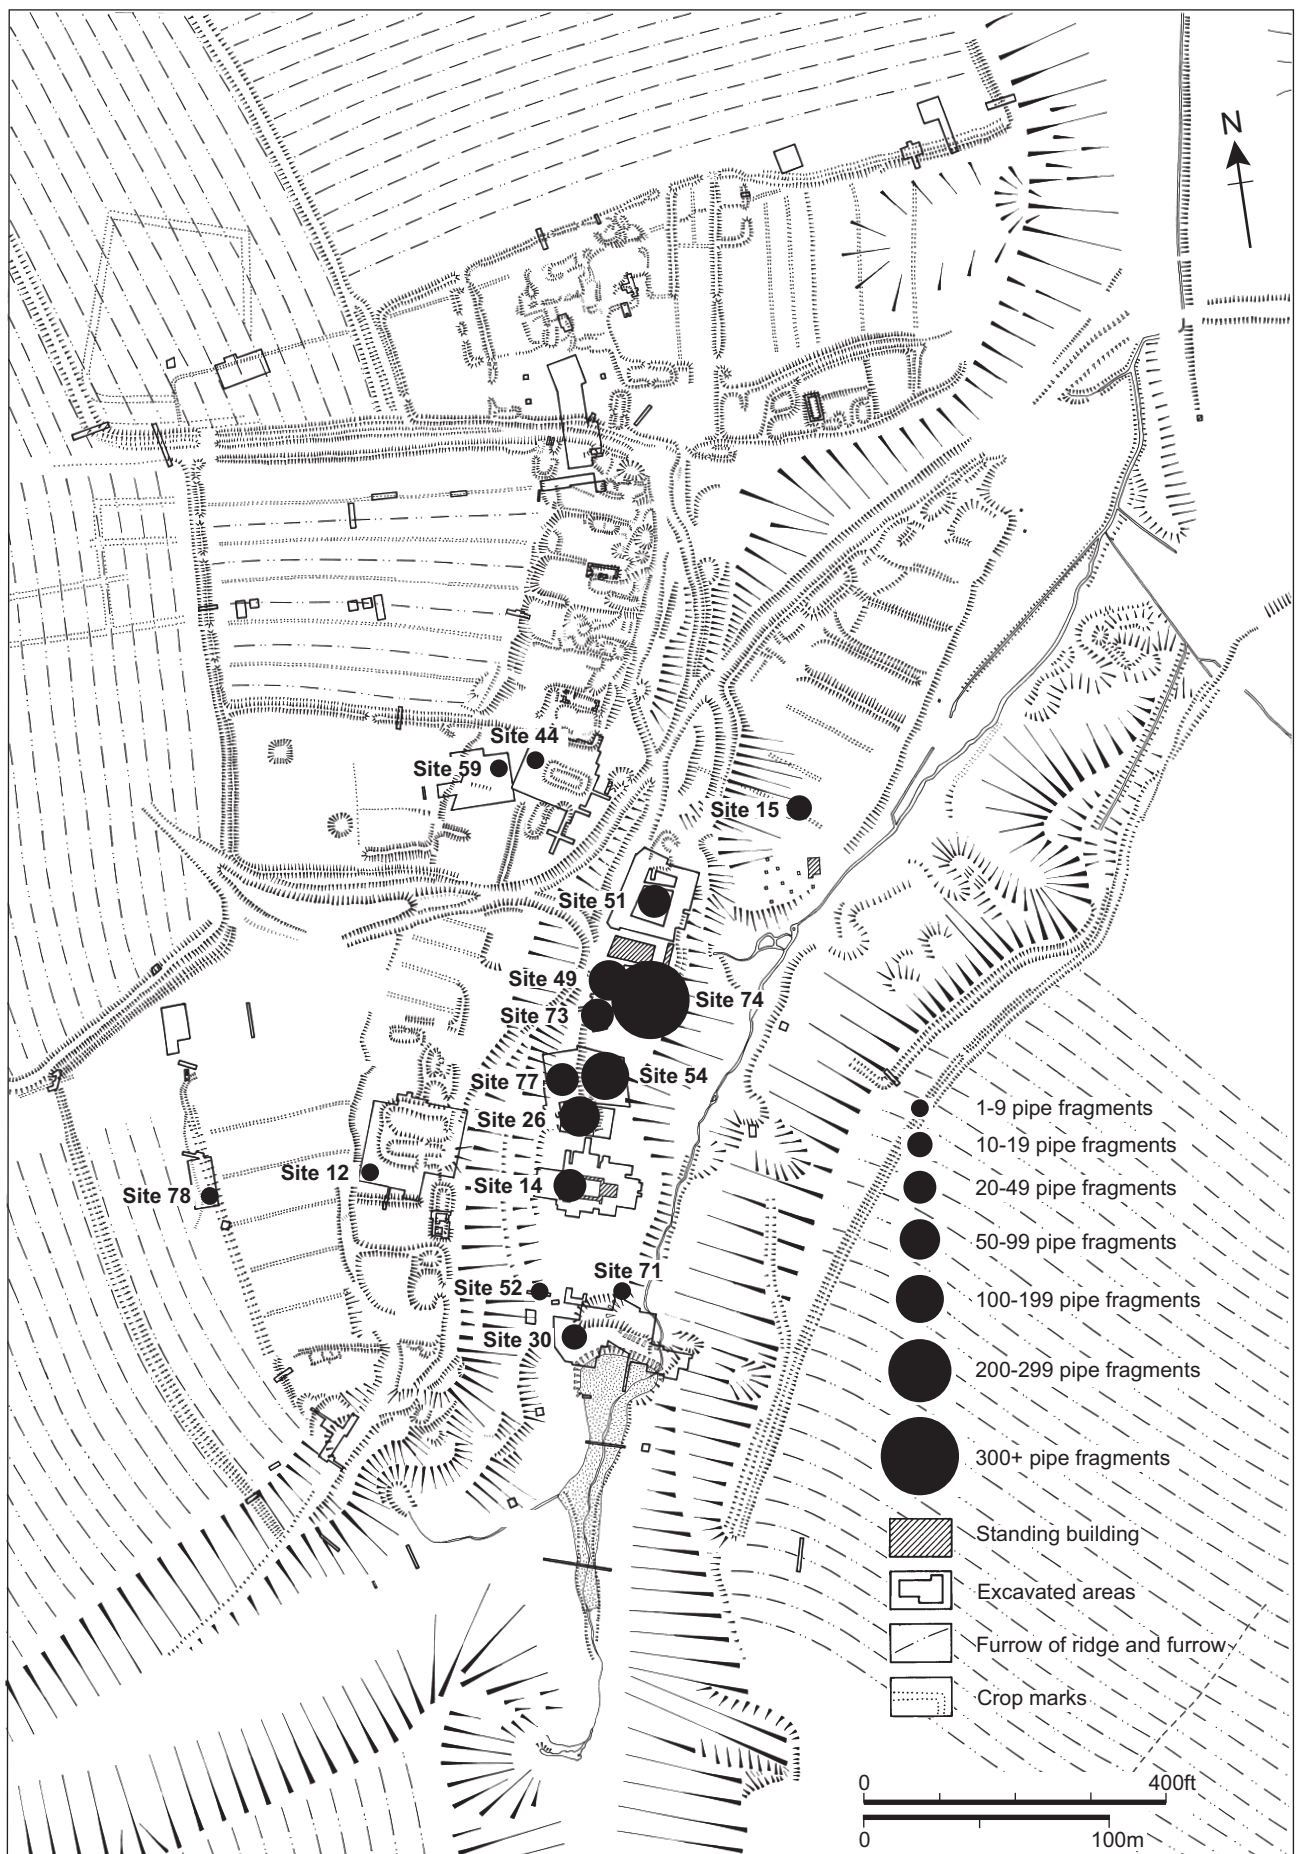 N
Site 44
Site 59
Site 15
Site 51
Site 49
Site 74
Site 73
Site 77
Site 54
Site 26
Site 12
Site 14
Site 78
Site 71
Site 52
Site 30
1-9 pipe fragments
10-19 pipe fragments
20-49 pipe fragments
50-99 pipe fragments
100-199 pipe fragments
200-299 pipe fragments
300+ pipe fragments
Standing building
Excavated areas
Furrow of ridge and furrow
Crop marks
0 400ft
0 100m